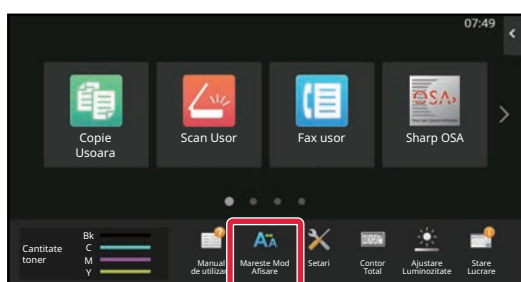 07:49
Copie
Usoara
Scan Usor
Fax usor
OSA
Sharp OSA
Cantitate
toner
Bk
C
M
Y
Manual
de utilizar
Mareste Mod
Afisare
Setari
Contor
Total
Ajustare
Luminozitate
Stare
Lucrare